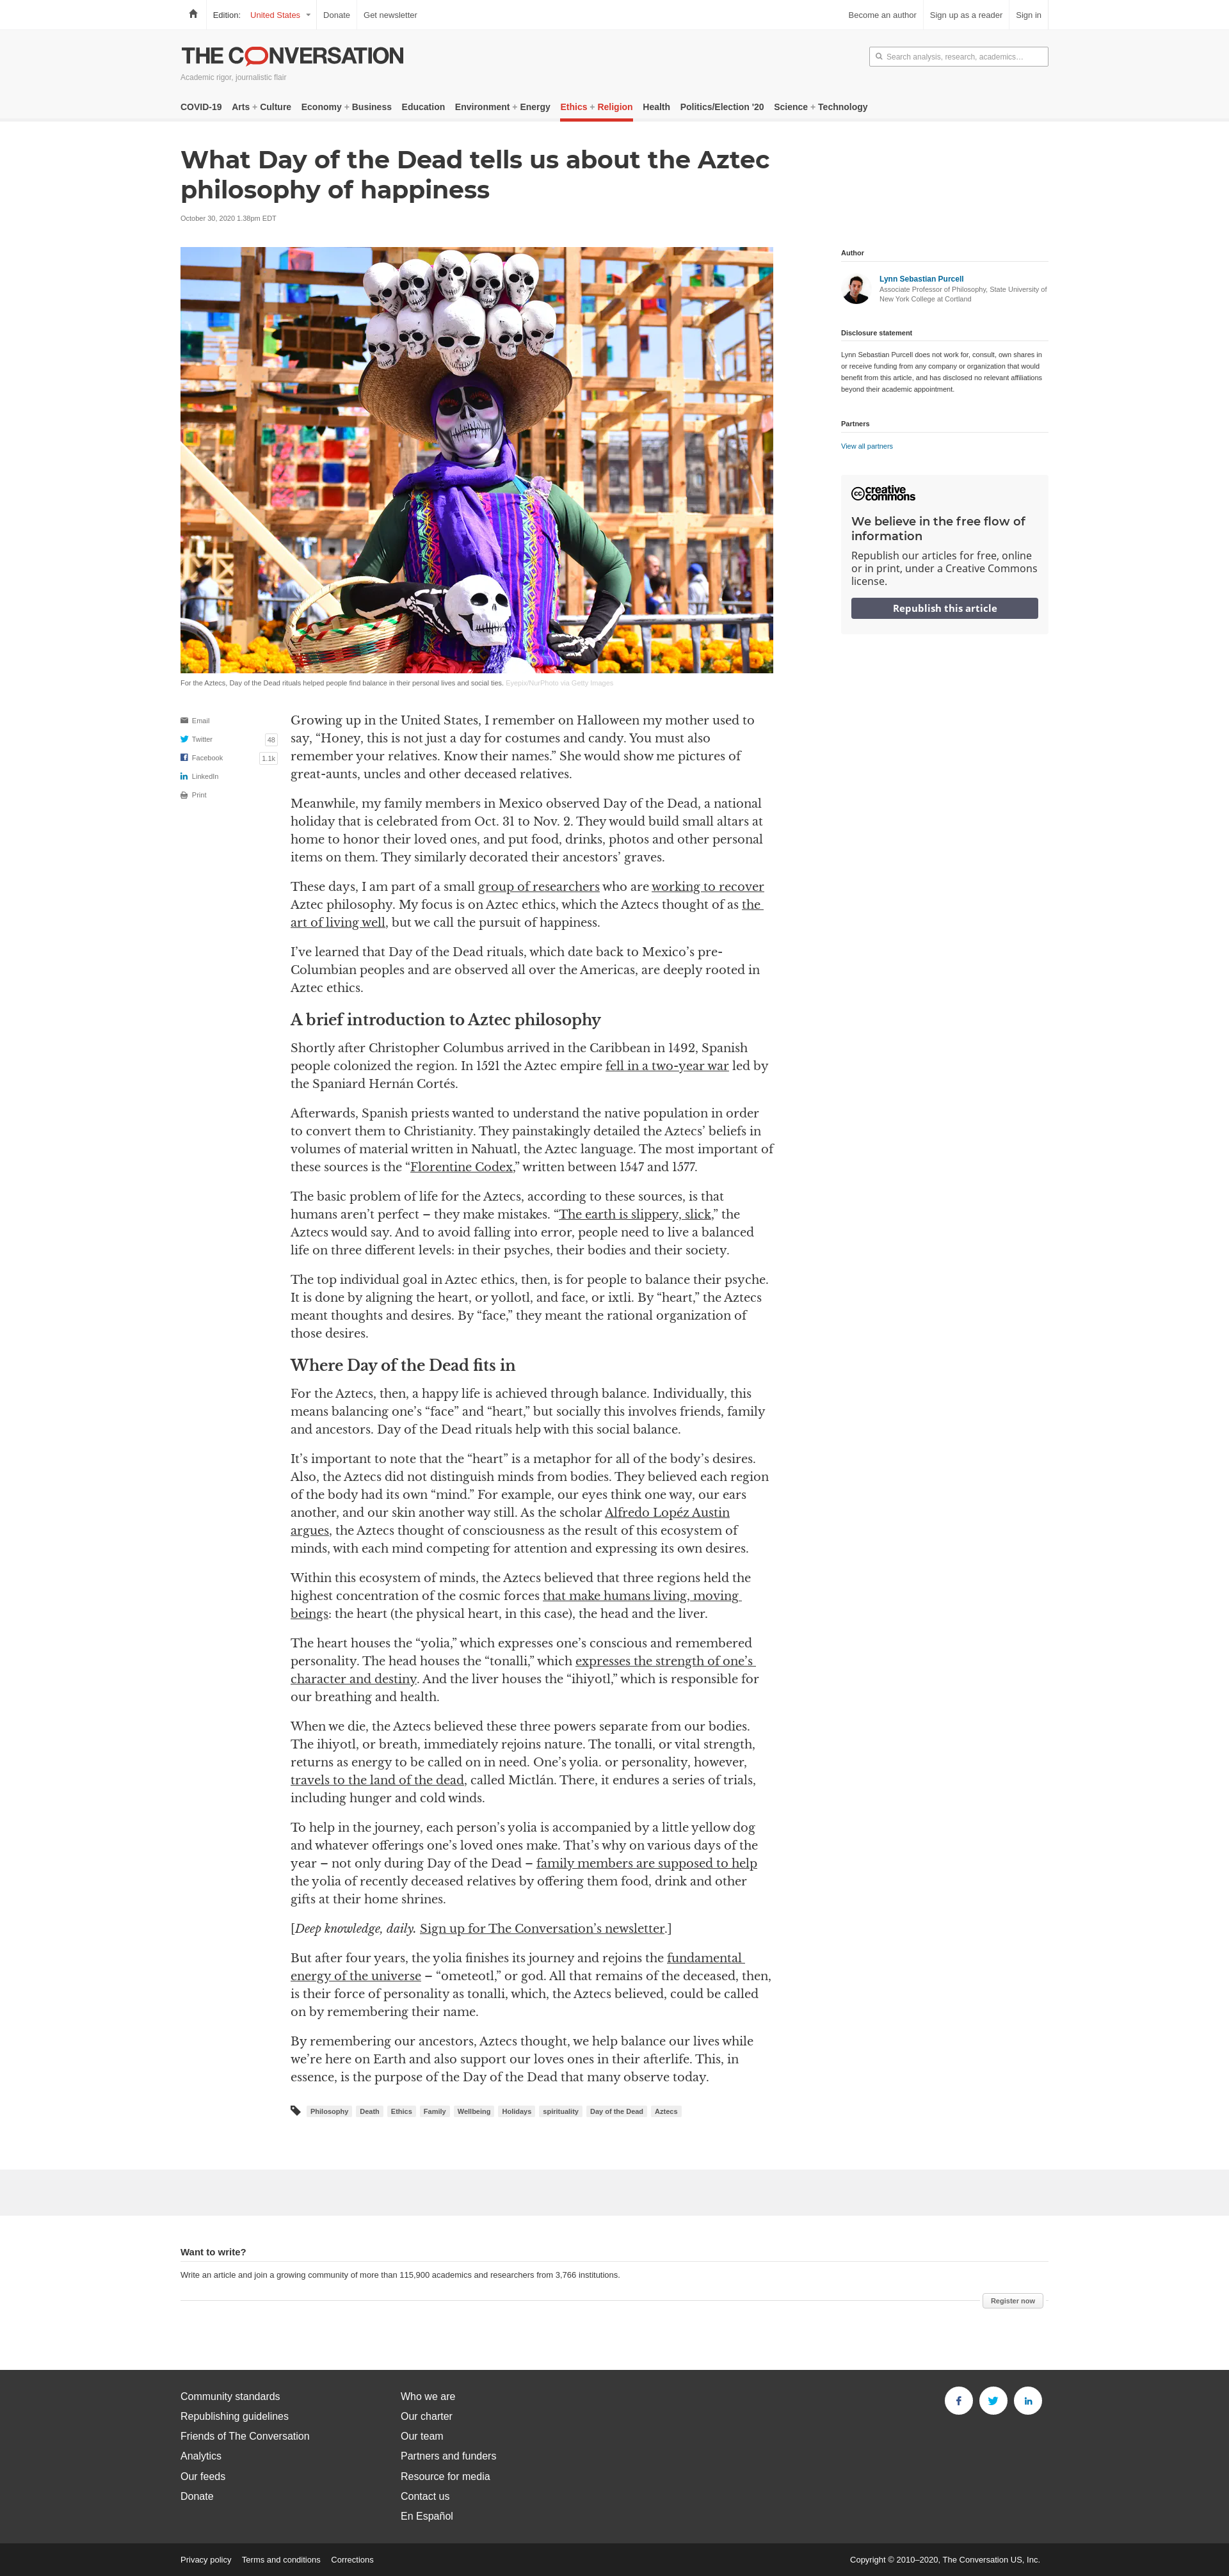 Edition: United States Donate Get newsletter Become an author Sign up as a reader Sign in
THE CONVERSATION
Academic rigor, journalistic flair
Search analysis, research, academics…
COVID-19 Arts + Culture Economy + Business Education Environment + Energy Ethics + Religion Health Politics/Election '20 Science + Technology
What Day of the Dead tells us about the Aztec
philosophy of happiness
October 30, 2020 1.38pm EDT
For the Aztecs, Day of the Dead rituals helped people find balance in their personal lives and social ties. Eyepix/NurPhoto via Getty Images
Author
Lynn Sebastian Purcell
Associate Professor of Philosophy, State University of
New York College at Cortland
Disclosure statement
Lynn Sebastian Purcell does not work for, consult, own shares in
or receive funding from any company or organization that would
benefit from this article, and has disclosed no relevant affiliations
beyond their academic appointment.
Partners
View all partners
cc creative commons
We believe in the free flow of
information
Republish our articles for free, online
or in print, under a Creative Commons
license.
Republish this article
Email
Twitter 48
Facebook 1.1k
LinkedIn
Print
Growing up in the United States, I remember on Halloween my mother used to
say, “Honey, this is not just a day for costumes and candy. You must also
remember your relatives. Know their names.” She would show me pictures of
great-aunts, uncles and other deceased relatives.
Meanwhile, my family members in Mexico observed Day of the Dead, a national
holiday that is celebrated from Oct. 31 to Nov. 2. They would build small altars at
home to honor their loved ones, and put food, drinks, photos and other personal
items on them. They similarly decorated their ancestors’ graves.
These days, I am part of a small group of researchers who are working to recover
Aztec philosophy. My focus is on Aztec ethics, which the Aztecs thought of as the
art of living well, but we call the pursuit of happiness.
I’ve learned that Day of the Dead rituals, which date back to Mexico’s pre-
Columbian peoples and are observed all over the Americas, are deeply rooted in
Aztec ethics.
A brief introduction to Aztec philosophy
Shortly after Christopher Columbus arrived in the Caribbean in 1492, Spanish
people colonized the region. In 1521 the Aztec empire fell in a two-year war led by
the Spaniard Hernán Cortés.
Afterwards, Spanish priests wanted to understand the native population in order
to convert them to Christianity. They painstakingly detailed the Aztecs’ beliefs in
volumes of material written in Nahuatl, the Aztec language. The most important of
these sources is the “Florentine Codex,” written between 1547 and 1577.
The basic problem of life for the Aztecs, according to these sources, is that
humans aren’t perfect – they make mistakes. “The earth is slippery, slick,” the
Aztecs would say. And to avoid falling into error, people need to live a balanced
life on three different levels: in their psyches, their bodies and their society.
The top individual goal in Aztec ethics, then, is for people to balance their psyche.
It is done by aligning the heart, or yollotl, and face, or ixtli. By “heart,” the Aztecs
meant thoughts and desires. By “face,” they meant the rational organization of
those desires.
Where Day of the Dead fits in
For the Aztecs, then, a happy life is achieved through balance. Individually, this
means balancing one’s “face” and “heart,” but socially this involves friends, family
and ancestors. Day of the Dead rituals help with this social balance.
It’s important to note that the “heart” is a metaphor for all of the body’s desires.
Also, the Aztecs did not distinguish minds from bodies. They believed each region
of the body had its own “mind.” For example, our eyes think one way, our ears
another, and our skin another way still. As the scholar Alfredo Lopéz Austin
argues, the Aztecs thought of consciousness as the result of this ecosystem of
minds, with each mind competing for attention and expressing its own desires.
Within this ecosystem of minds, the Aztecs believed that three regions held the
highest concentration of the cosmic forces that make humans living, moving
beings: the heart (the physical heart, in this case), the head and the liver.
The heart houses the “yolia,” which expresses one’s conscious and remembered
personality. The head houses the “tonalli,” which expresses the strength of one’s
character and destiny. And the liver houses the “ihiyotl,” which is responsible for
our breathing and health.
When we die, the Aztecs believed these three powers separate from our bodies.
The ihiyotl, or breath, immediately rejoins nature. The tonalli, or vital strength,
returns as energy to be called on in need. One’s yolia. or personality, however,
travels to the land of the dead, called Mictlán. There, it endures a series of trials,
including hunger and cold winds.
To help in the journey, each person’s yolia is accompanied by a little yellow dog
and whatever offerings one’s loved ones make. That’s why on various days of the
year – not only during Day of the Dead – family members are supposed to help
the yolia of recently deceased relatives by offering them food, drink and other
gifts at their home shrines.
[Deep knowledge, daily. Sign up for The Conversation’s newsletter.]
But after four years, the yolia finishes its journey and rejoins the fundamental
energy of the universe – “ometeotl,” or god. All that remains of the deceased, then,
is their force of personality as tonalli, which, the Aztecs believed, could be called
on by remembering their name.
By remembering our ancestors, Aztecs thought, we help balance our lives while
we’re here on Earth and also support our loves ones in their afterlife. This, in
essence, is the purpose of the Day of the Dead that many observe today.
Philosophy Death Ethics Family Wellbeing Holidays spirituality Day of the Dead Aztecs
Want to write?
Write an article and join a growing community of more than 115,900 academics and researchers from 3,766 institutions.
Register now
Community standards
Republishing guidelines
Friends of The Conversation
Analytics
Our feeds
Donate
Who we are
Our charter
Our team
Partners and funders
Resource for media
Contact us
En Español
Privacy policy Terms and conditions Corrections
Copyright © 2010–2020, The Conversation US, Inc.